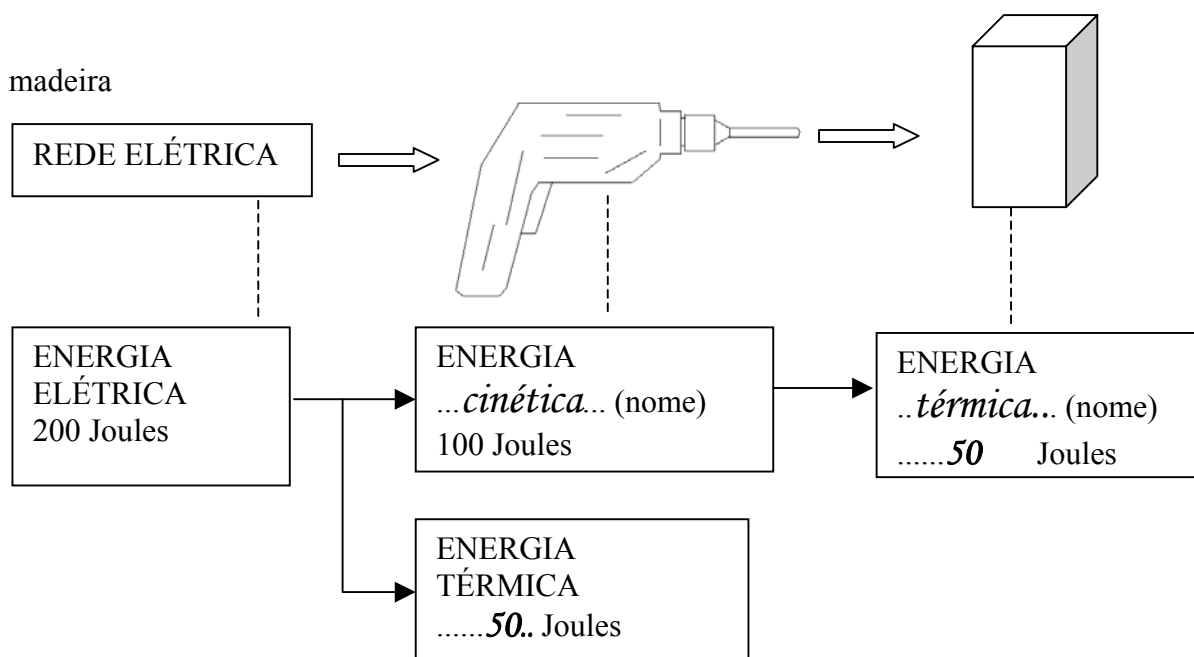 madeira
REDE ELÉTRICA
ENERGIA
ELÉTRICA
200 Joules
ENERGIA
...cinética... (nome)
100 Joules
ENERGIA
..térmica... (nome)
......50 Joules
ENERGIA
TÉRMICA
......50.. Joules